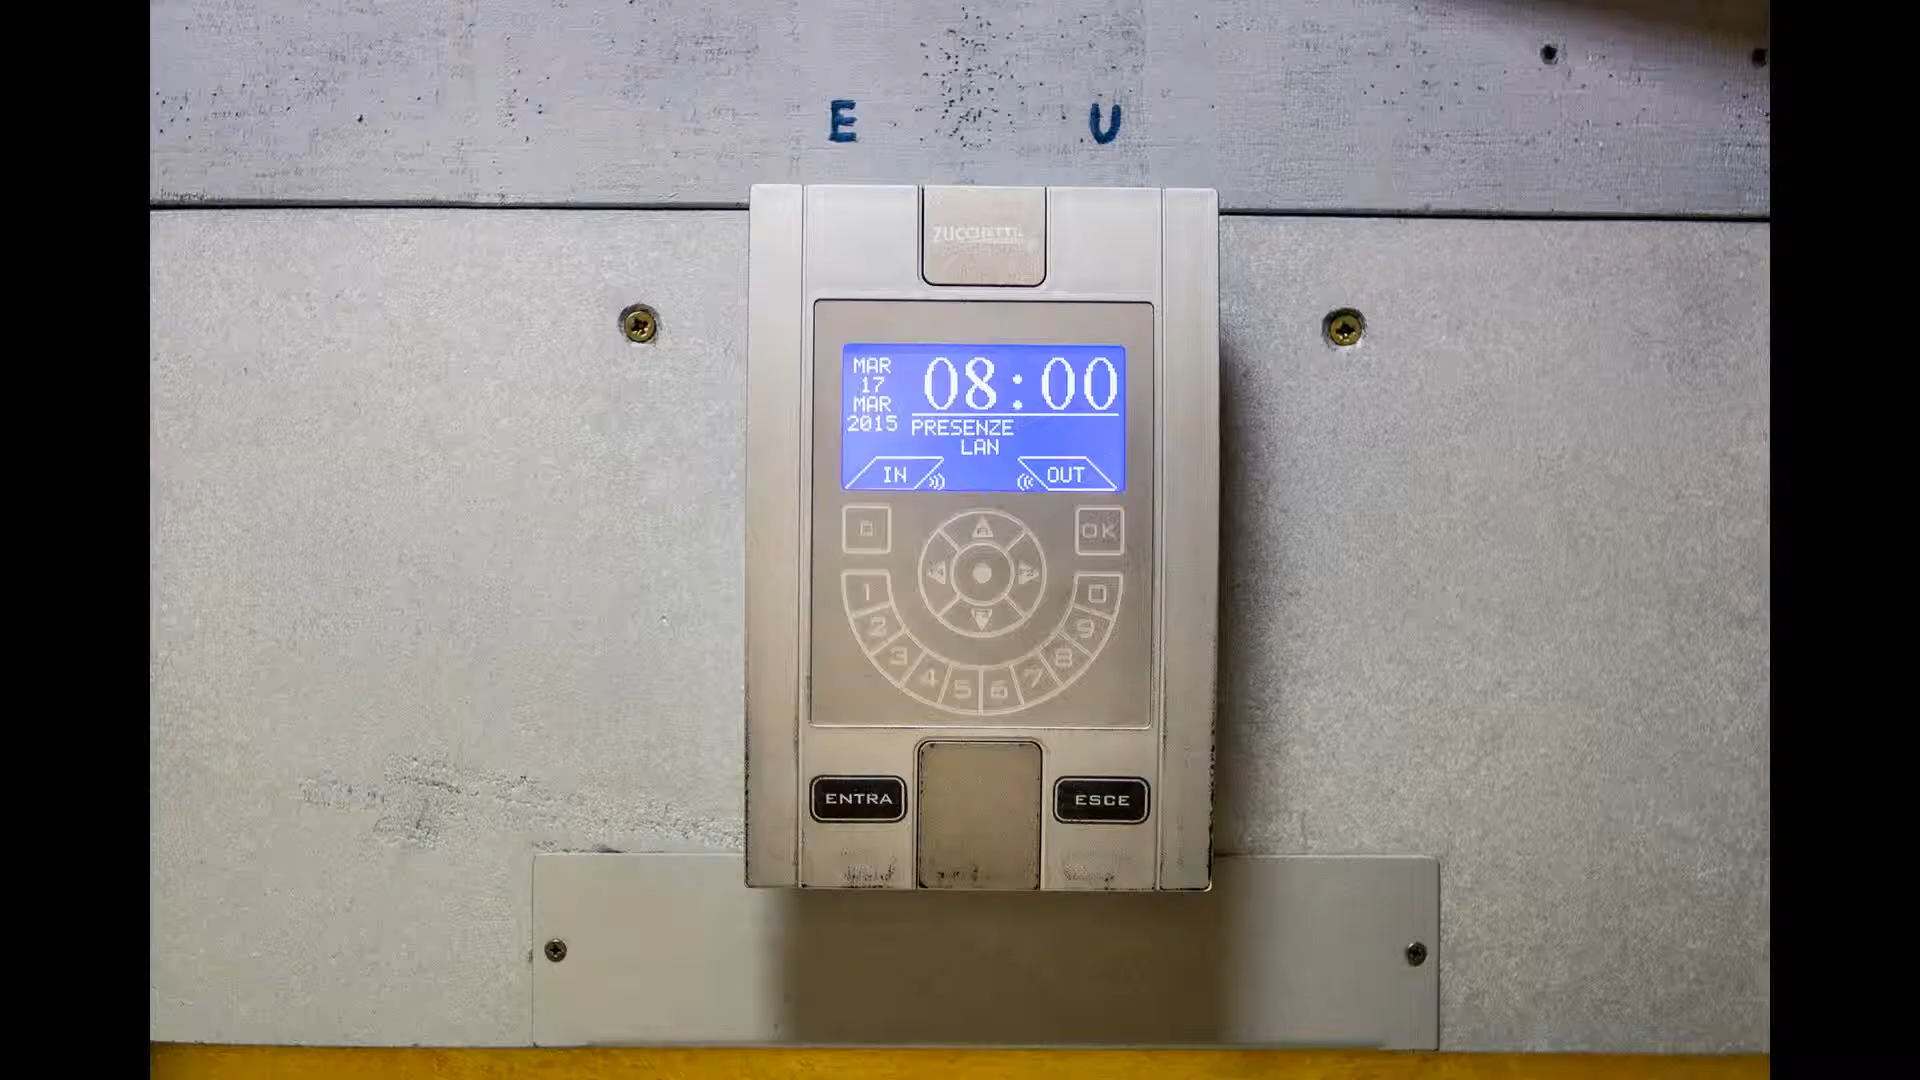 E U
ZUCCHETTI
MAR
17
MAR
2015
08:00
PRESENZE
LAN
IN OUT
OK
1 2 3 4 5 6 7 8 9 0
ENTRA ESCE